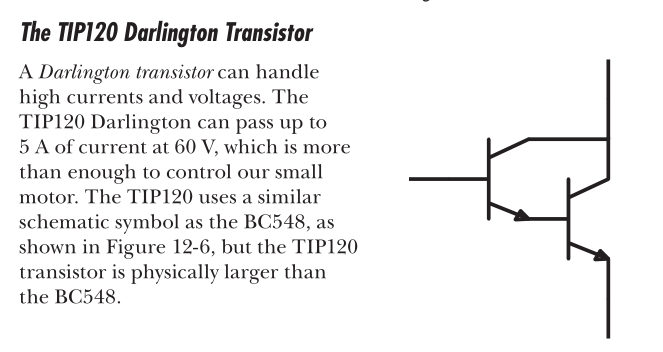 The TIP120 Darlington Transistor
A Darlington transistor can handle
high currents and voltages. The
TIP120 Darlington can pass up to
5 A of current at 60 V, which is more
than enough to control our small
motor. The TIP120 uses a similar
schematic symbol as the BC548, as
shown in Figure 12-6, but the TIP120
transistor is physically larger than
the BC548.